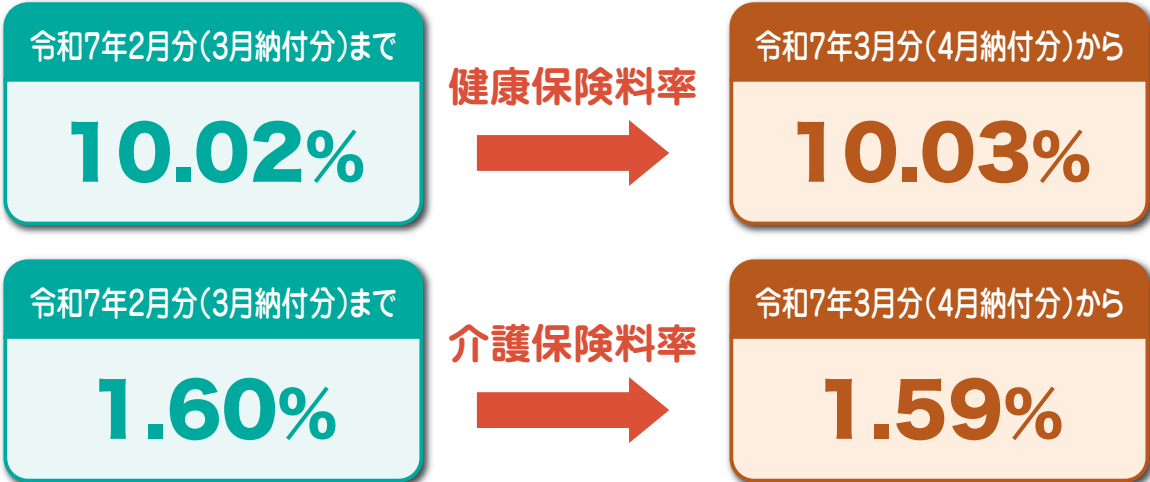 令和7年2月分(3月納付分)まで
10.02%
健康保険料率
令和7年3月分(4月納付分)から
10.03%
令和7年2月分(3月納付分)まで
1.60%
介護保険料率
令和7年3月分(4月納付分)から
1.59%